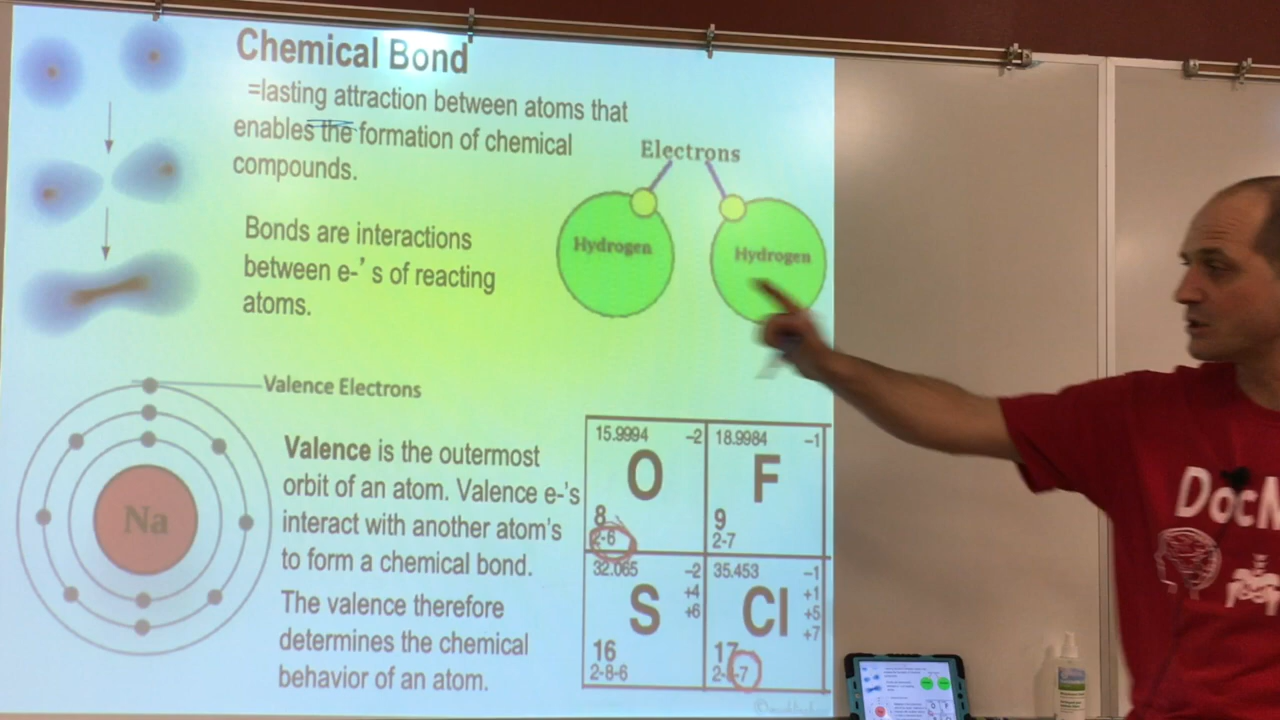 Chemical Bond
=lasting attraction between atoms that
enables the formation of chemical
compounds.
Electrons
Hydrogen
Hydrogen
Bonds are interactions
between e-’ s of reacting
atoms.
Valence Electrons
Na
Valence is the outermost
orbit of an atom. Valence e-’s
interact with another atom’s
to form a chemical bond.
The valence therefore
determines the chemical
behavior of an atom.
15.9994 –2
O
8
2-6
18.9984 –1
F
9
2-7
32.065 –2
+4
+6
S
16
2-8-6
35.453 –1
+1
+5
+7
Cl
17
-7